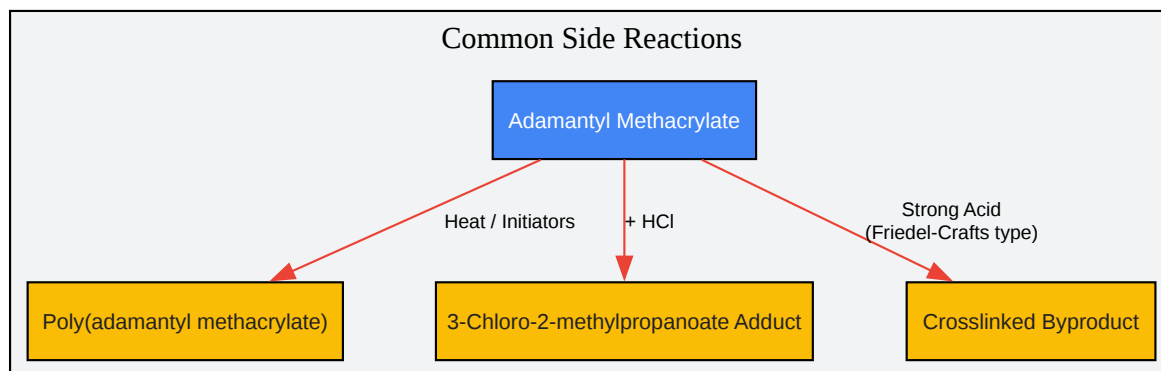 Common Side Reactions
Adamantyl Methacrylate
Heat / Initiators
+ HCl
Strong Acid
(Friedel-Crafts type)
Poly(adamantyl methacrylate)
3-Chloro-2-methylpropanoate Adduct
Crosslinked Byproduct